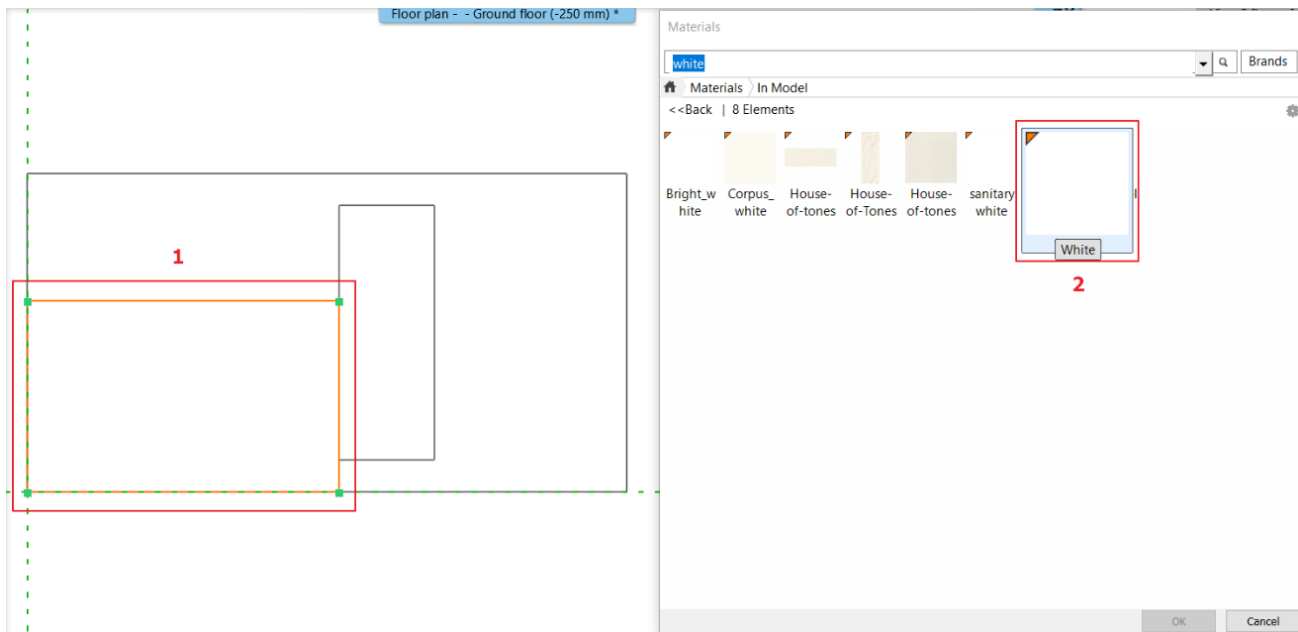 Floor plan - - Ground floor (-250 mm) *
Materials
white
Brands
Materials In Model
<<Back | 8 Elements
Bright_w
hite
Corpus_
white
House-
of-tones
House-
of-Tones
House-
of-tones
sanitary
white
White
1
2
OK
Cancel